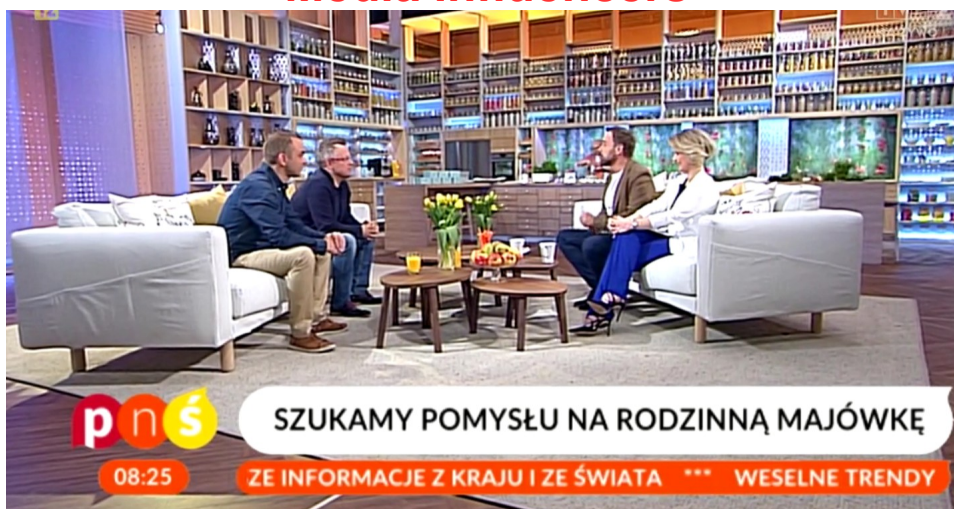 pnś
SZUKAMY POMYSŁU NA RODZINNĄ MAJÓWKĘ
08:25
ZE INFORMACJE Z KRAJU I ZE ŚWIATA *** WESELNE TRENDY